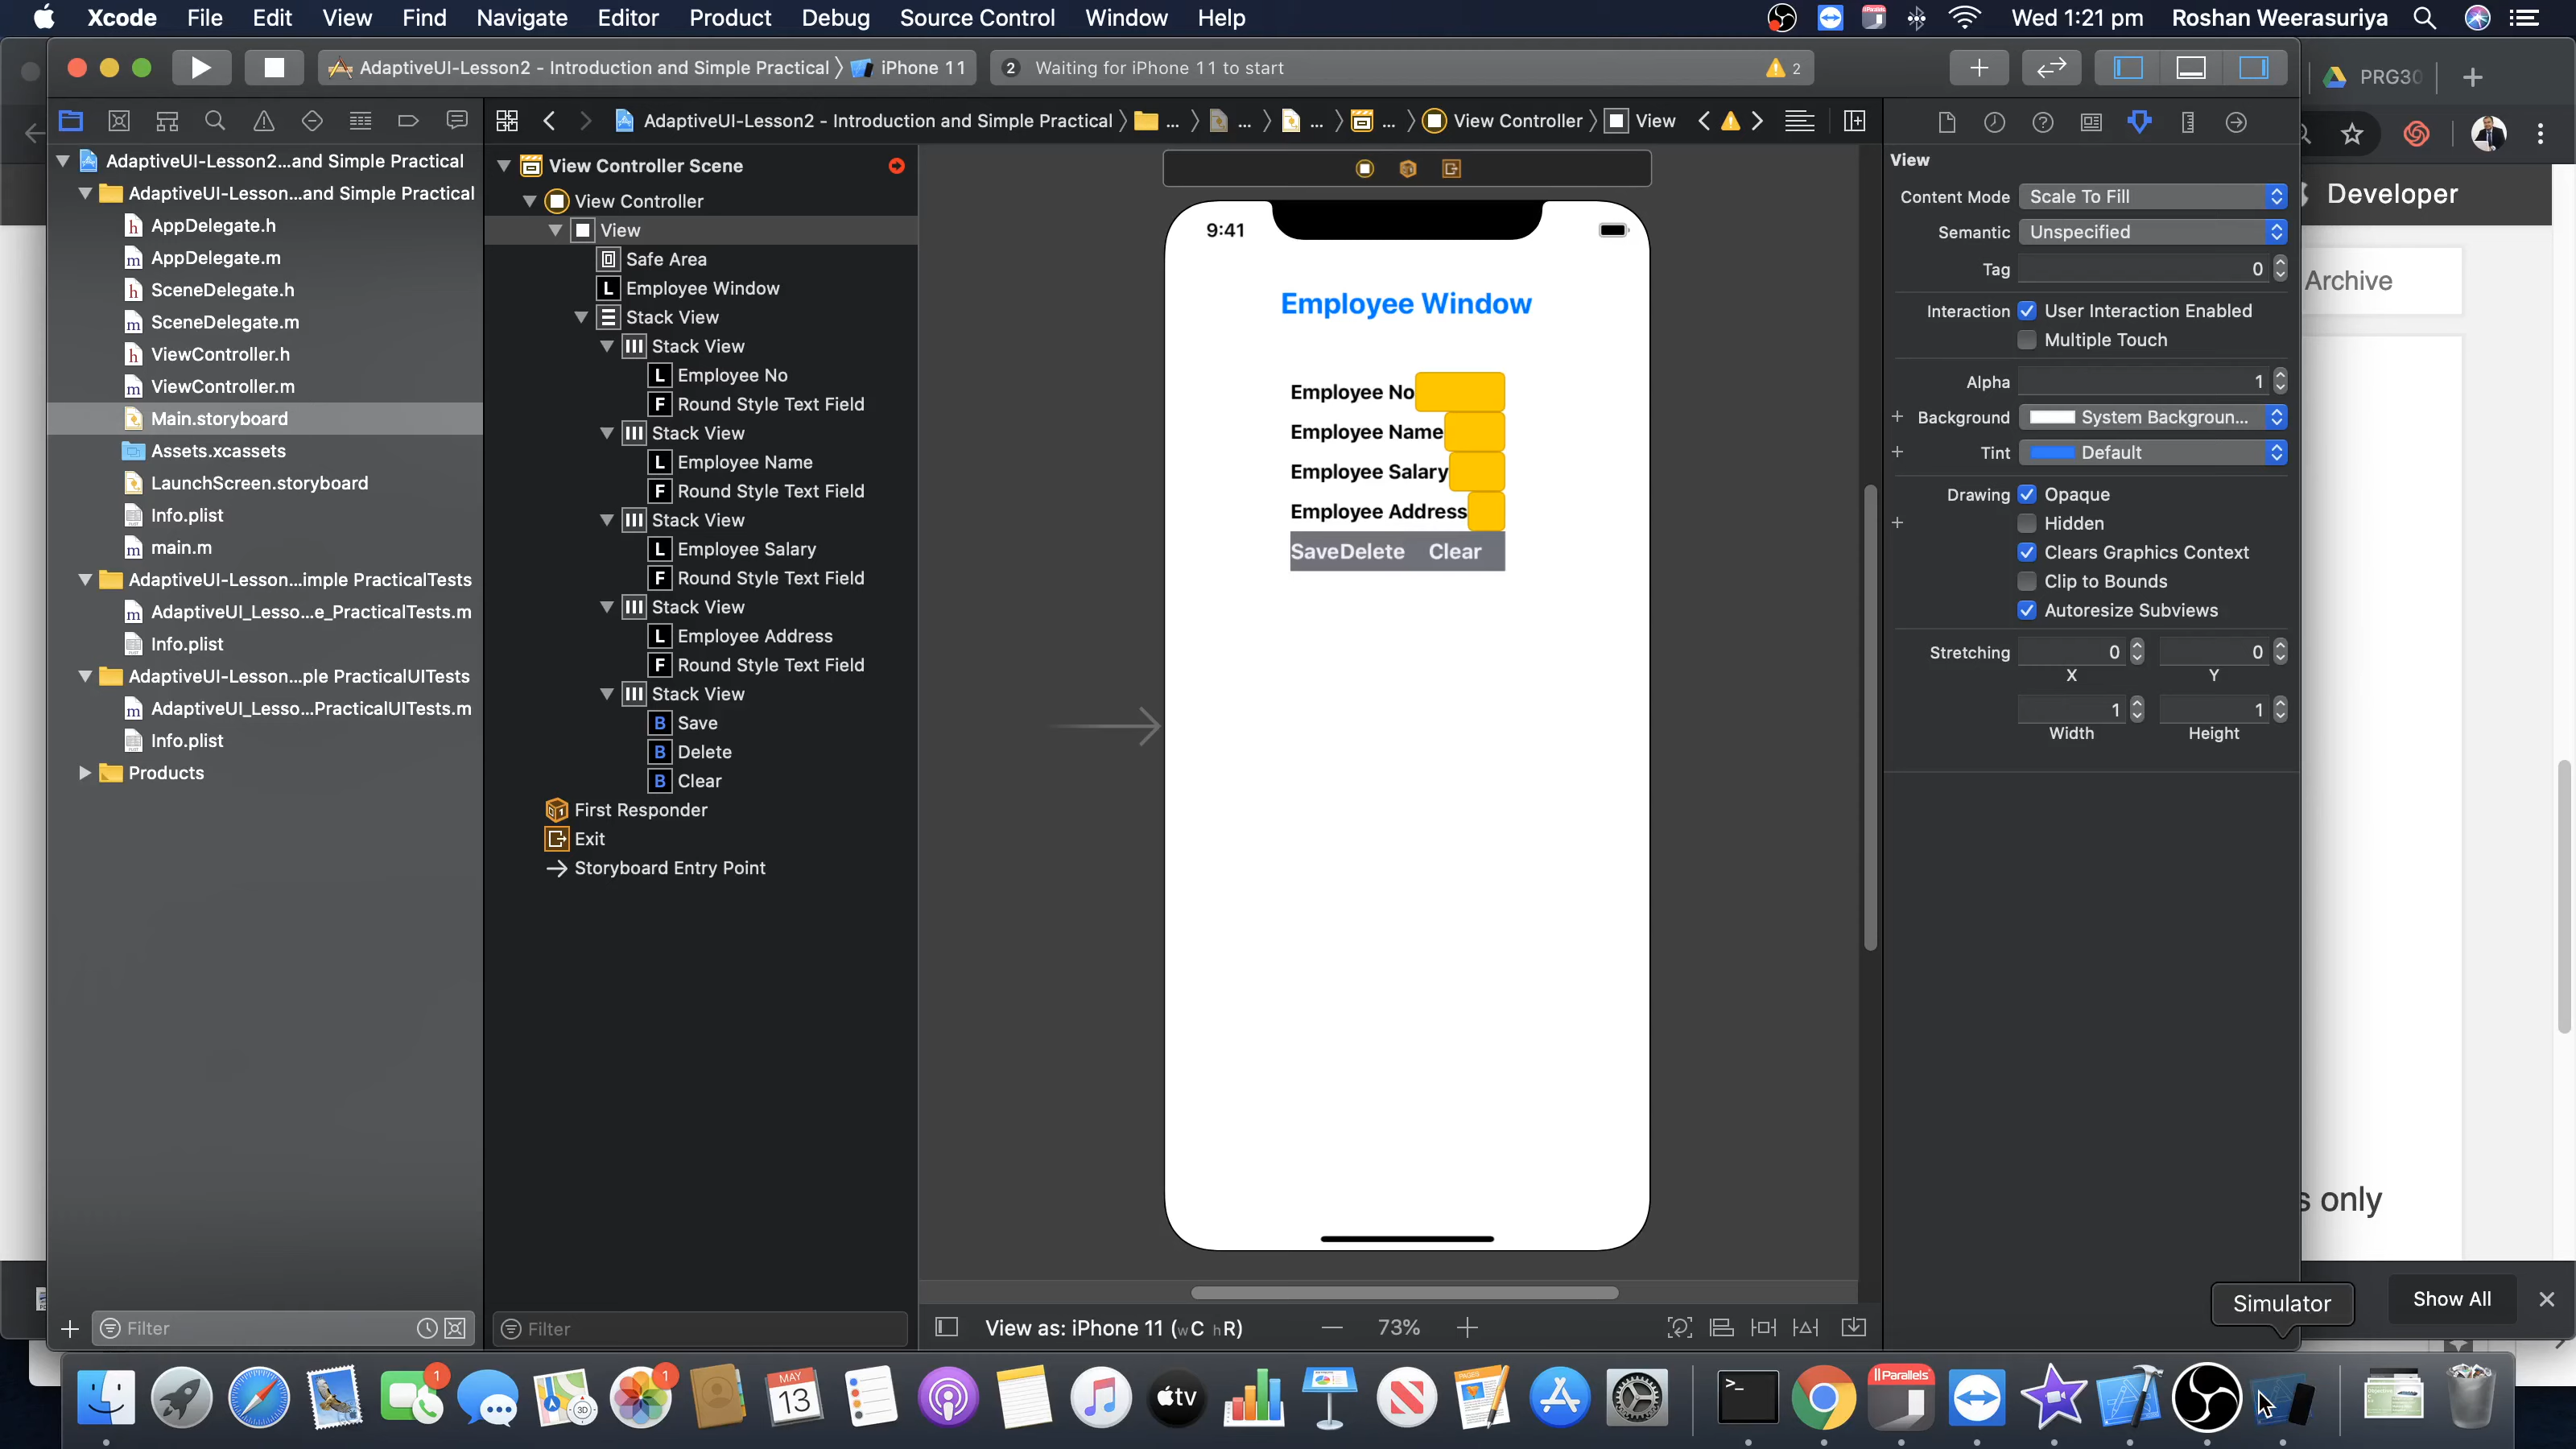 Xcode File Edit View Find Navigate Editor Product Debug Source Control Window Help Wed 1:21 pm Roshan Weerasuriya
AdaptiveUI-Lesson2 - Introduction and Simple Practical iPhone 11 2 Waiting for iPhone 11 to start 2
PRG30
AdaptiveUI-Lesson2 - Introduction and Simple Practical ... ... ... ... View Controller View
AdaptiveUI-Lesson2...and Simple Practical
AdaptiveUI-Lesson...and Simple Practical
AppDelegate.h
AppDelegate.m
SceneDelegate.h
SceneDelegate.m
ViewController.h
ViewController.m
Main.storyboard
Assets.xcassets
LaunchScreen.storyboard
Info.plist
main.m
AdaptiveUI-Lesson...imple PracticalTests
AdaptiveUI_Lesso...e_PracticalTests.m
Info.plist
AdaptiveUI-Lesson...ple PracticalUITests
AdaptiveUI_Lesso...PracticalUITests.m
Info.plist
Products
Filter
View Controller Scene
View Controller
View
Safe Area
L Employee Window
Stack View
Stack View
L Employee No
F Round Style Text Field
Stack View
L Employee Name
F Round Style Text Field
Stack View
L Employee Salary
F Round Style Text Field
Stack View
L Employee Address
F Round Style Text Field
Stack View
B Save
B Delete
B Clear
First Responder
Exit
Storyboard Entry Point
Filter
9:41
Employee Window
Employee No
Employee Name
Employee Salary
Employee Address
Save Delete Clear
View as: iPhone 11 (wC hR) 73%
View
Content Mode Scale To Fill
Semantic Unspecified
Tag 0
Interaction User Interaction Enabled
Multiple Touch
Alpha 1
Background System Backgroun...
Tint Default
Drawing Opaque
Hidden
Clears Graphics Context
Clip to Bounds
Autoresize Subviews
Stretching 0 0
X Y
1 1
Width Height
Developer
Archive
s only
Simulator
Show All
1
3D
1
MAY
13
tv
Parallels